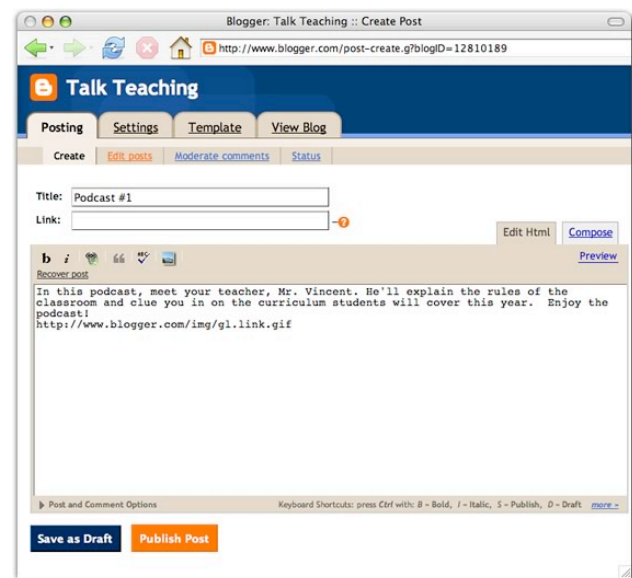 Blogger: Talk Teaching :: Create Post
http://www.blogger.com/post-create.g?blogID=12810189
Talk Teaching
Posting Settings Template View Blog
Create Edit posts Moderate comments Status
Title: Podcast #1
Link:
Edit Html Compose
b i ABC Preview
Recover post
In this podcast, meet your teacher, Mr. Vincent. He'll explain the rules of the
classroom and clue you in on the curriculum students will cover this year. Enjoy the
podcast!
http://www.blogger.com/img/gl.link.gif
Post and Comment Options Keyboard Shortcuts: press Ctrl with: B = Bold, I = Italic, S = Publish, D = Draft more »
Save as Draft Publish Post